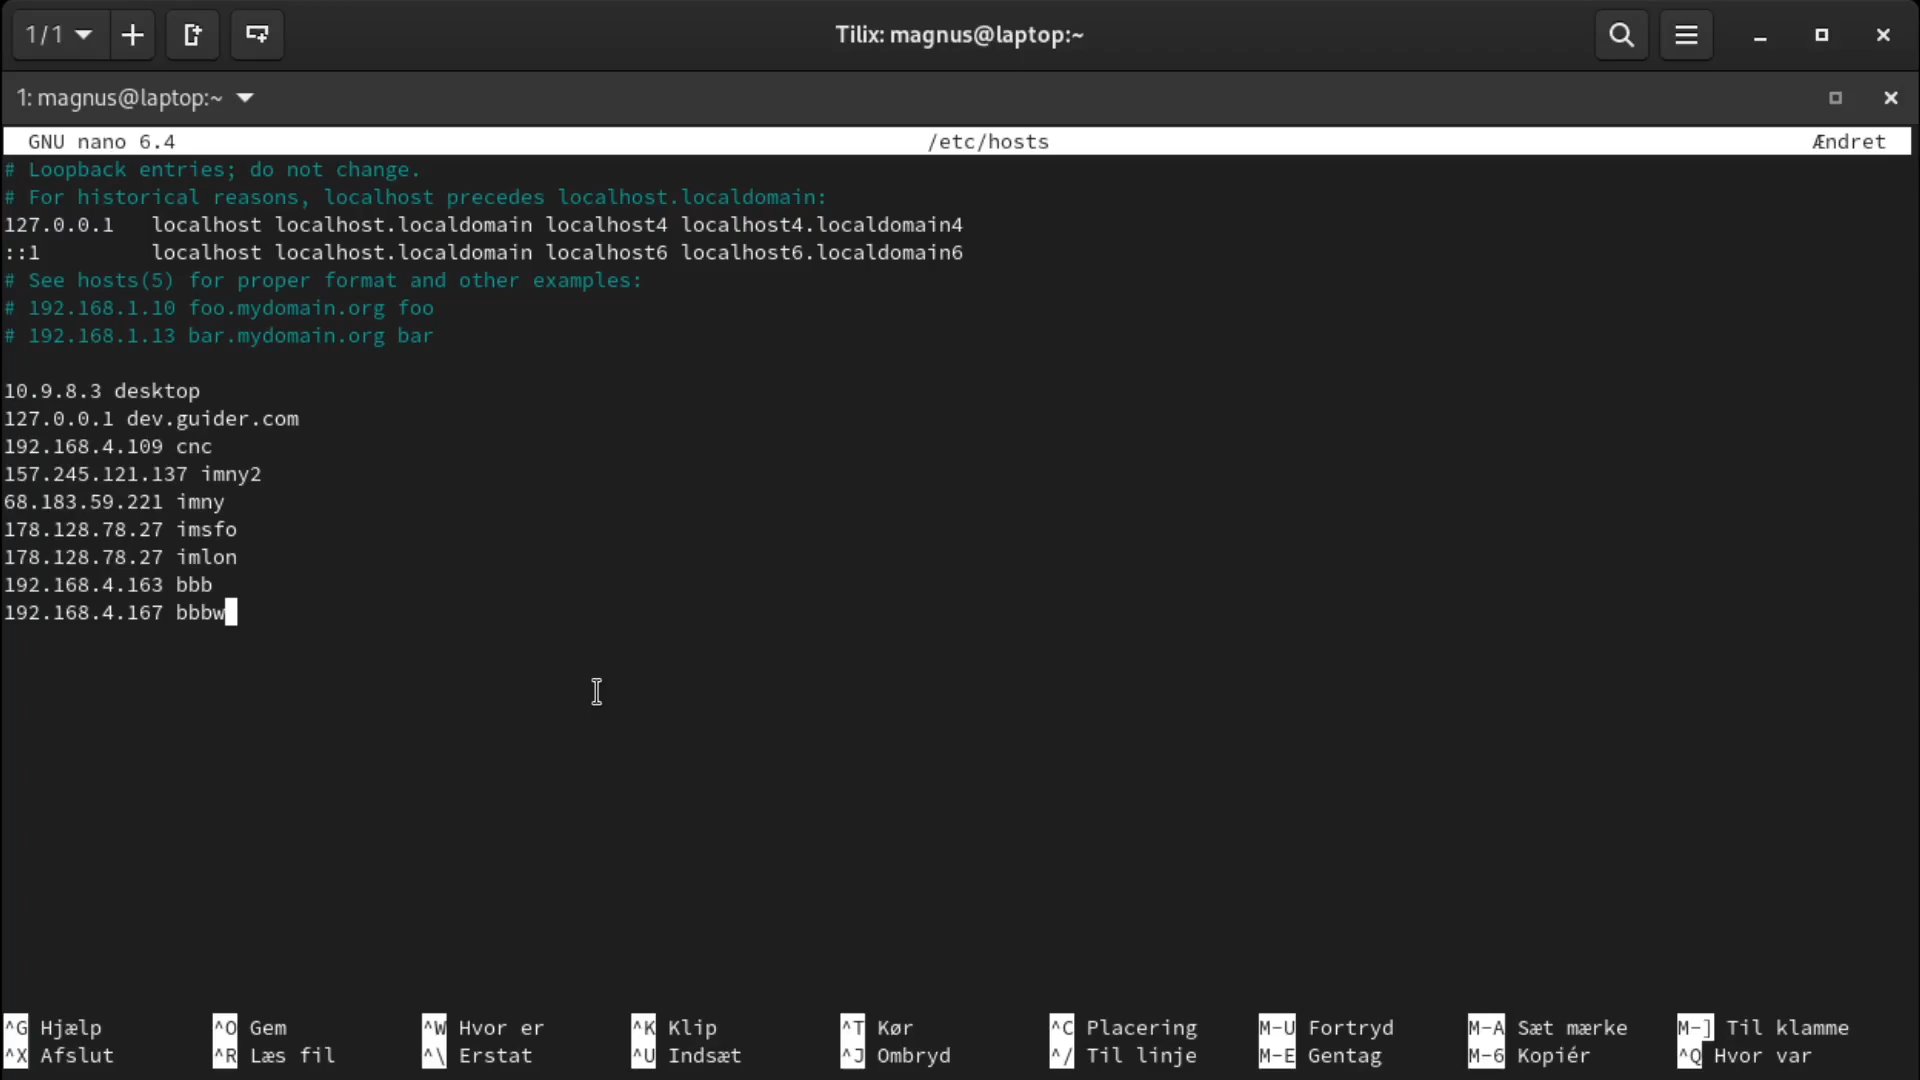 1/1
Tilix: magnus@laptop:~
1: magnus@laptop:~
GNU nano 6.4 /etc/hosts Ændret
# Loopback entries; do not change.
# For historical reasons, localhost precedes localhost.localdomain:
127.0.0.1   localhost localhost.localdomain localhost4 localhost4.localdomain4
::1         localhost localhost.localdomain localhost6 localhost6.localdomain6
# See hosts(5) for proper format and other examples:
# 192.168.1.10 foo.mydomain.org foo
# 192.168.1.13 bar.mydomain.org bar
10.9.8.3 desktop
127.0.0.1 dev.guider.com
192.168.4.109 cnc
157.245.121.137 imny2
68.183.59.221 imny
178.128.78.27 imsfo
178.128.78.27 imlon
192.168.4.163 bbb
192.168.4.167 bbbw
^G Hjælp ^O Gem ^W Hvor er ^K Klip ^T Kør ^C Placering M-U Fortryd M-A Sæt mærke M-] Til klamme
^X Afslut ^R Læs fil ^\ Erstat ^U Indsæt ^J Ombryd ^/ Til linje M-E Gentag M-6 Kopiér ^Q Hvor var